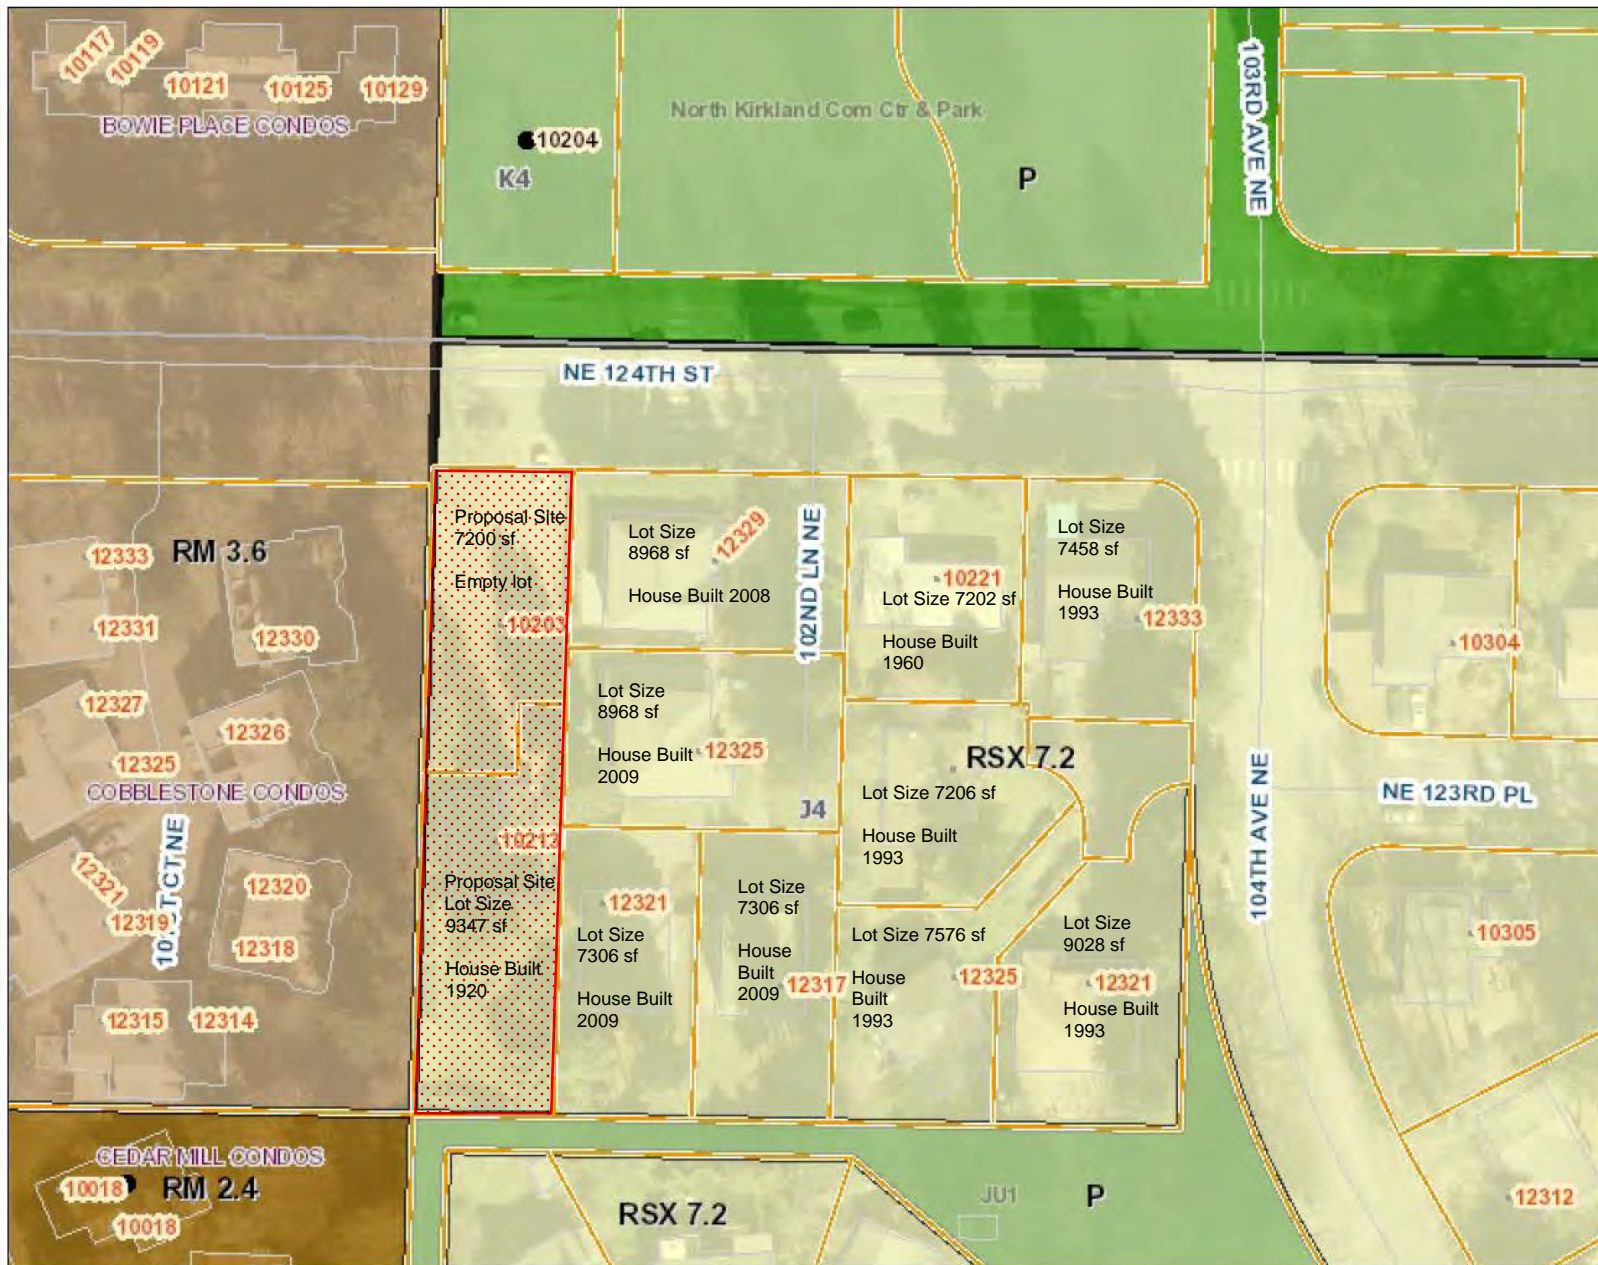 10117
10119
10121
10125
10129
BOWIE PLACE CONDOS
10204
K4
North Kirkland Com Ctr & Park
P
103RD AVE NE
NE 124TH ST
RM 3.6
12333
12331
12330
12327
12326
12325
COBBLESTONE CONDOS
12321
12320
12319
12318
12315
12314
Proposal Site
7200 sf
Empty lot
10203
10213
Proposal Site
Lot Size
9347 sf
House Built
1920
Lot Size
8968 sf
House Built 2008
12329
102ND LN NE
Lot Size
8968 sf
House Built
2009
12325
J4
10221
Lot Size 7202 sf
House Built
1960
Lot Size
7458 sf
House Built
1993
12333
RSX 7.2
Lot Size 7206 sf
House Built
1993
12321
Lot Size
7306 sf
House Built
2009
Lot Size
7306 sf
House
Built
2009
12317
Lot Size 7576 sf
House
Built
1993
12325
Lot Size
9028 sf
12321
House Built
1993
104TH AVE NE
10304
NE 123RD PL
10305
12312
CEDAR MILL CONDOS
10018
RM 2.4
10018
RSX 7.2
JU1
P